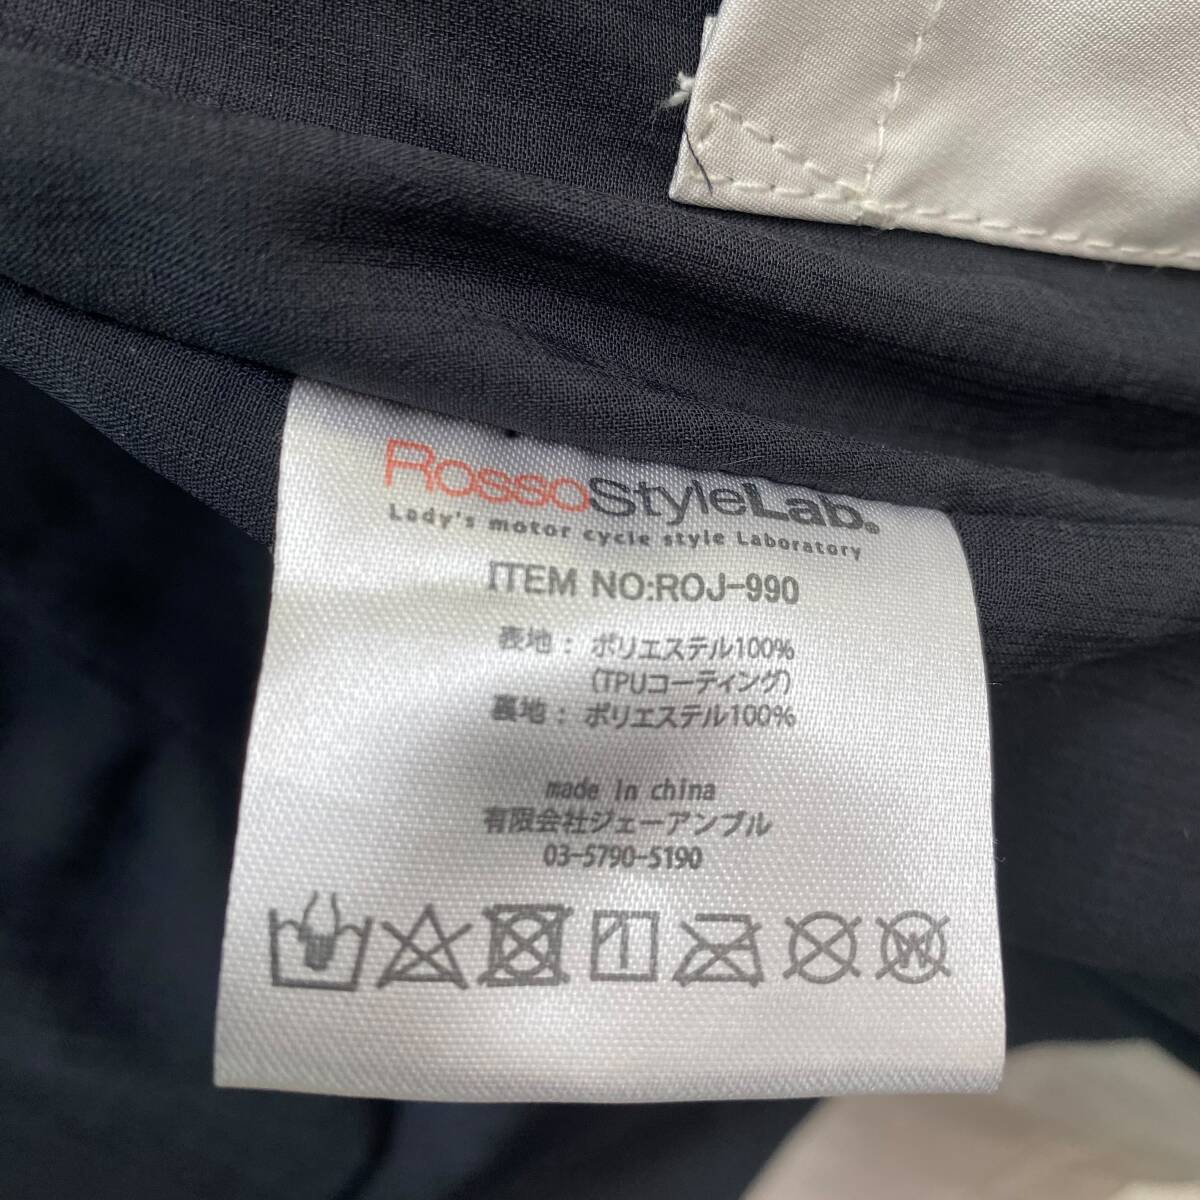 RossoStyleLab.®
Lady's motor cycle style Laboratory
ITEM NO:ROJ-990
表地： ポリエステル100%
(TPUコーティング)
裏地： ポリエステル100%
made in china
有限会社ジェーアンブル
03-5790-5190
W